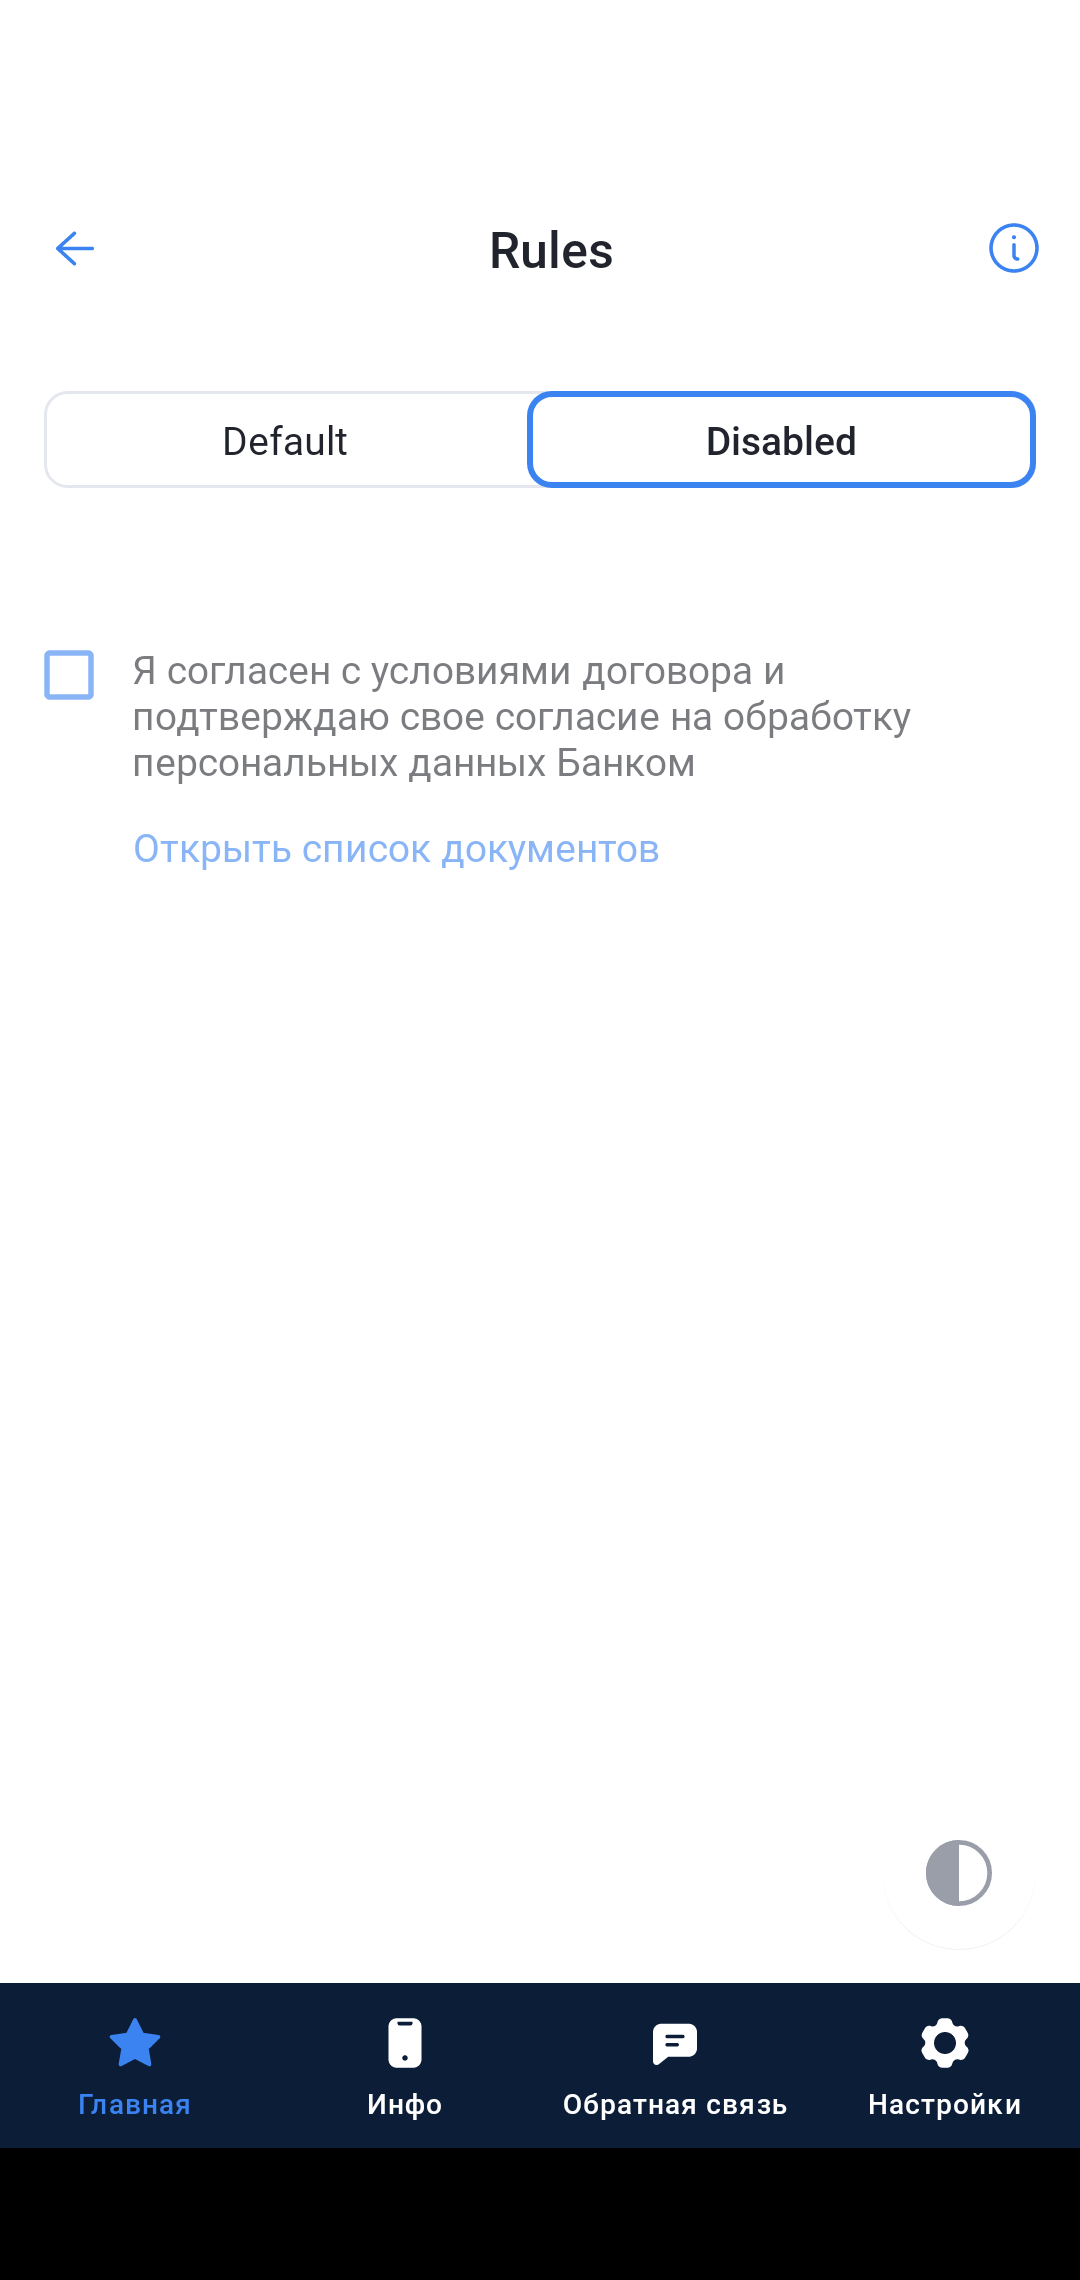 Rules
Default
Disabled
Я согласен с условиями договора и
подтверждаю свое согласие на обработку
персональных данных Банком
Открыть список документов
Главная
Инфо
Обратная связь
Настройки